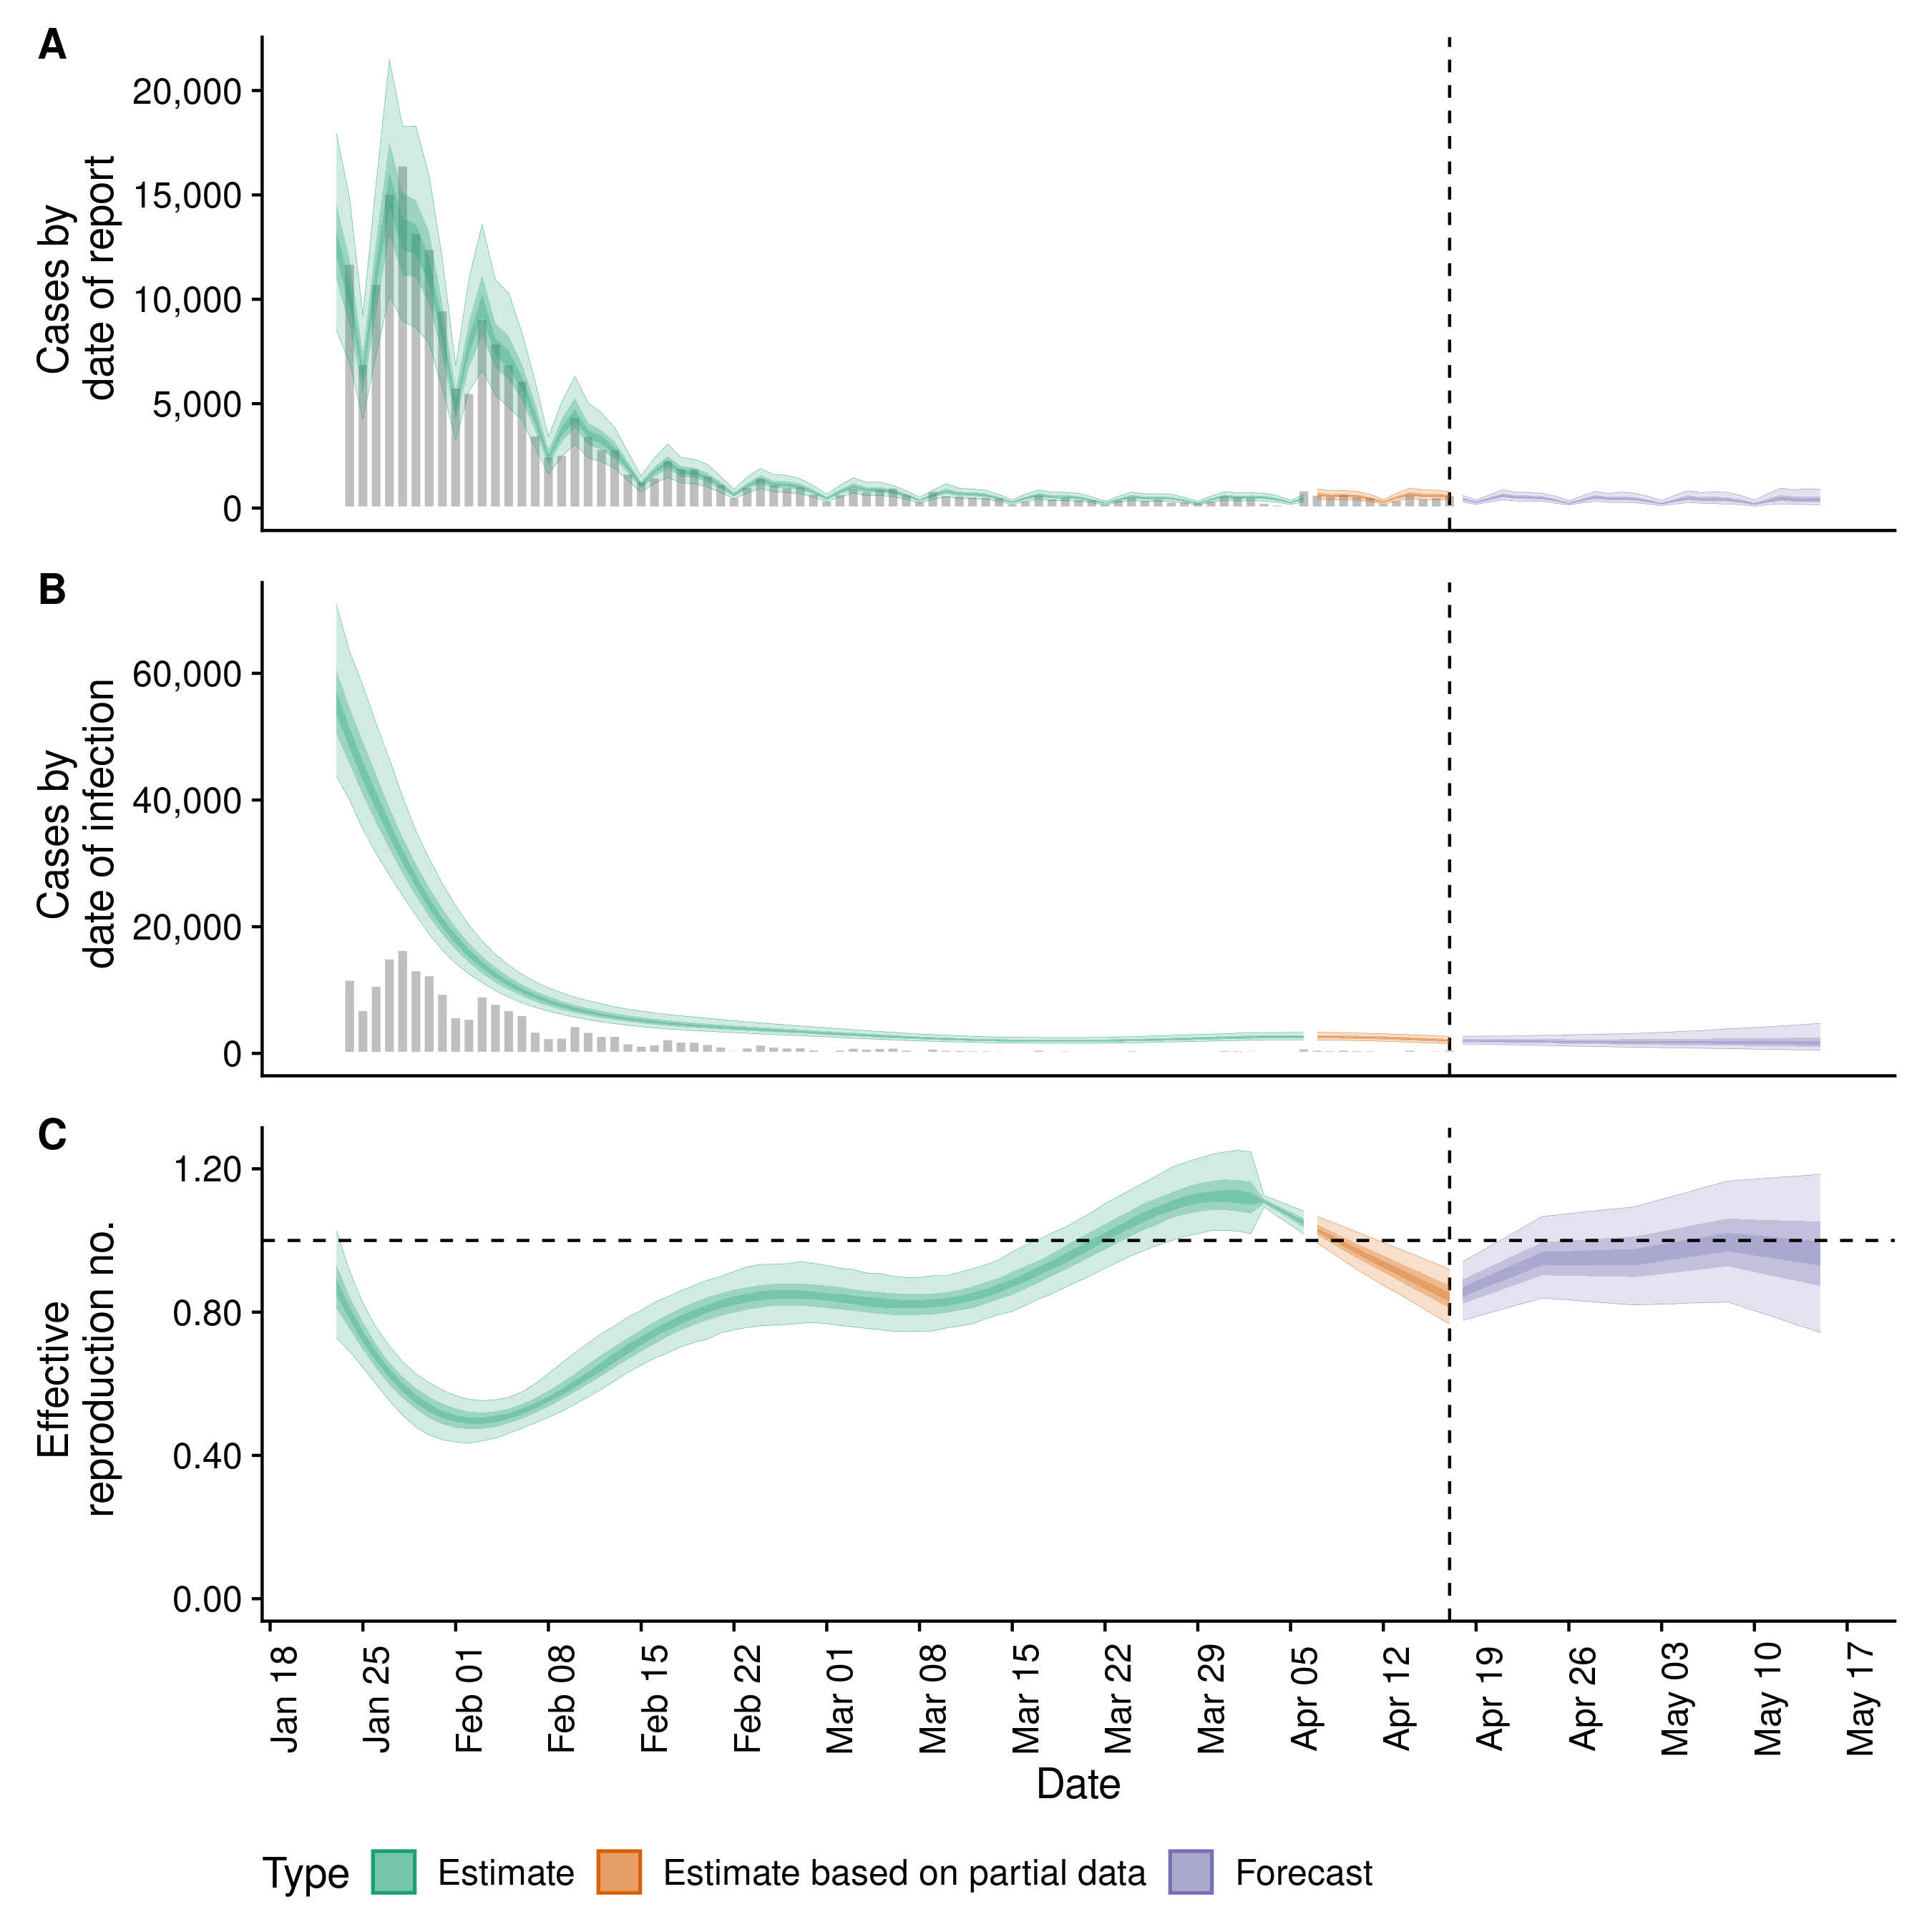 A
Cases by
date of report
20,000
15,000
10,000
5,000
0
B
Cases by
date of infection
60,000
40,000
20,000
0
C
Effective
reproduction no.
1.20
0.80
0.40
0.00
Jan 18
Jan 25
Feb 01
Feb 08
Feb 15
Feb 22
Mar 01
Mar 08
Mar 15
Mar 22
Mar 29
Apr 05
Apr 12
Apr 19
Apr 26
May 03
May 10
May 17
Date
Type Estimate Estimate based on partial data Forecast